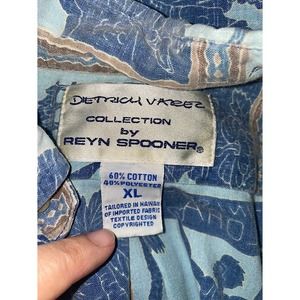 DIETRICH VAREZ
COLLECTION
by
REYN SPOONER®
60% COTTON
40% POLYESTER
XL
TAILORED IN HAWAII
OF IMPORTED FABRIC
TEXTILE DESIGN
COPYRIGHTED